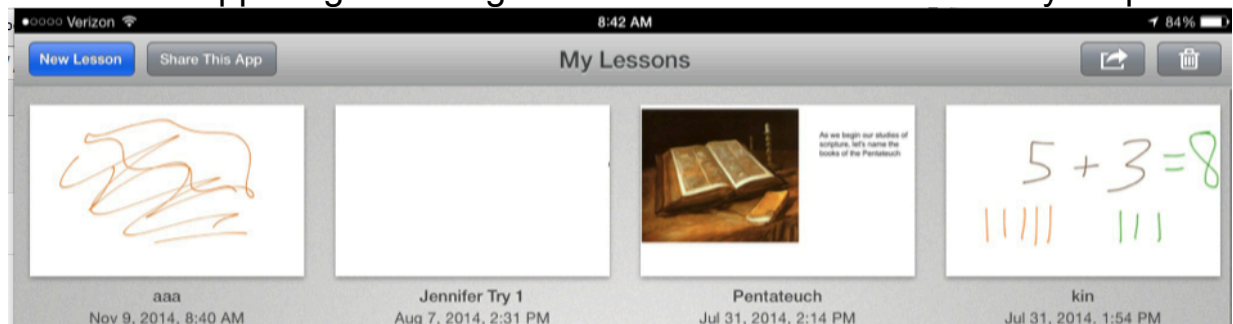 Verizon 8:42 AM 84%
New Lesson Share This App My Lessons
As we begin our studies of
scripture, let's name the
books of the Pentateuch
5 + 3 = 8
aaa Jennifer Try 1 Pentateuch kin
Nov 9, 2014, 8:40 AM Aug 7, 2014, 2:31 PM Jul 31, 2014, 2:14 PM Jul 31, 2014, 1:54 PM